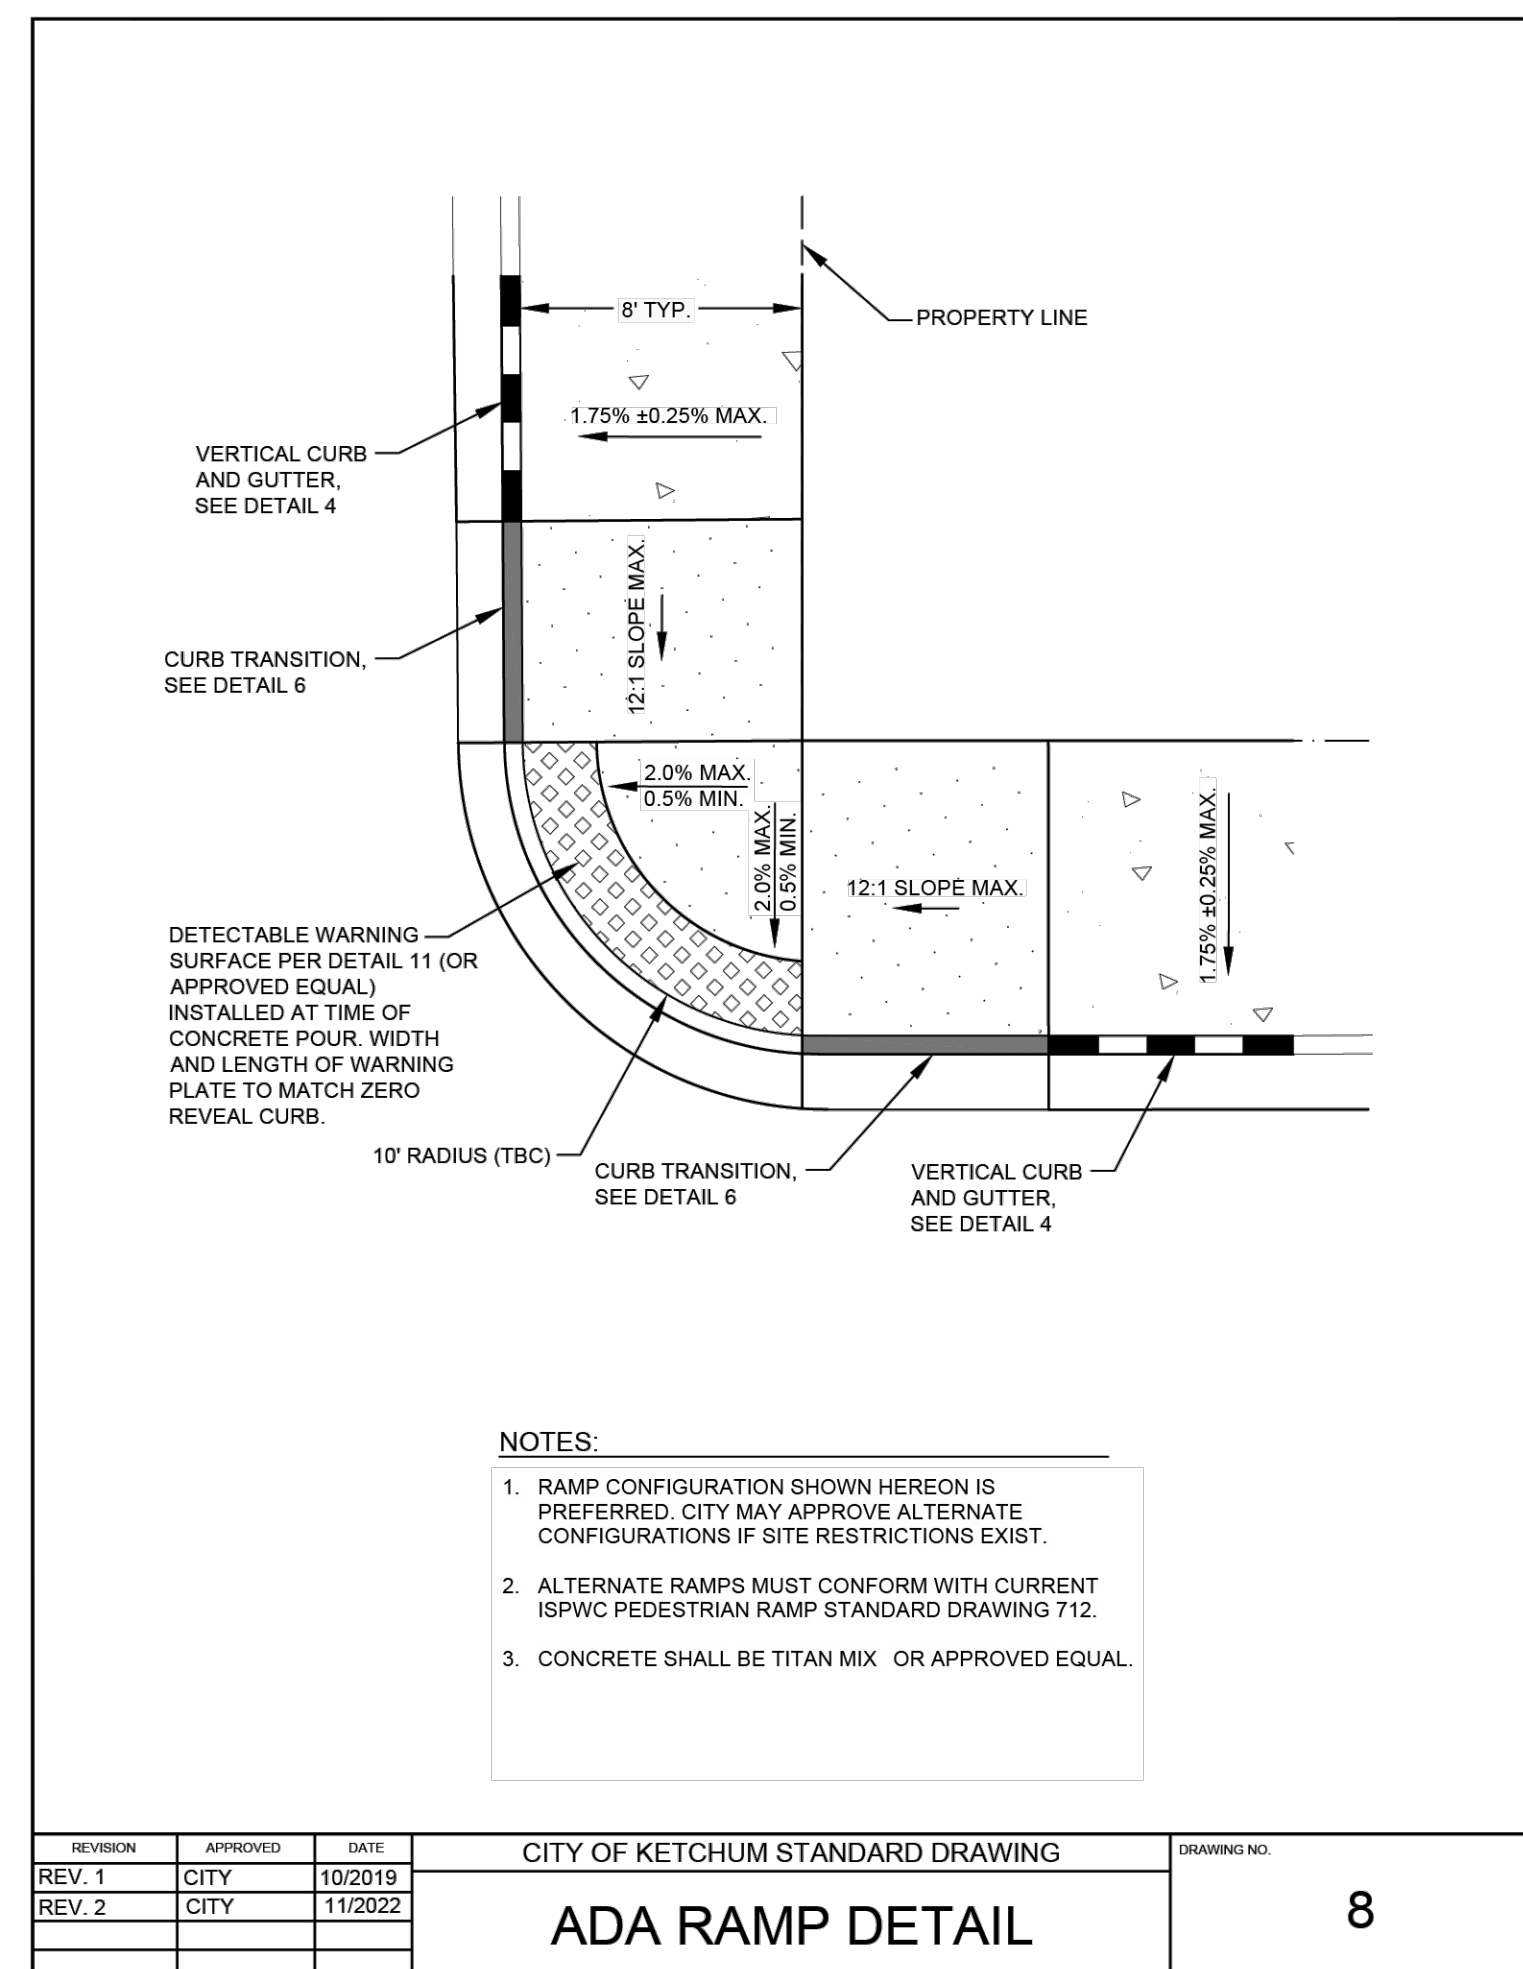 8' TYP.
PROPERTY LINE
1.75% ±0.25% MAX.
VERTICAL CURB
AND GUTTER,
SEE DETAIL 4
12:1 SLOPE MAX.
CURB TRANSITION,
SEE DETAIL 6
2.0% MAX.
0.5% MIN.
2.0% MAX.
0.5% MIN.
12:1 SLOPE MAX.
1.75% ±0.25% MAX.
DETECTABLE WARNING
SURFACE PER DETAIL 11 (OR
APPROVED EQUAL)
INSTALLED AT TIME OF
CONCRETE POUR. WIDTH
AND LENGTH OF WARNING
PLATE TO MATCH ZERO
REVEAL CURB.
10' RADIUS (TBC)
CURB TRANSITION,
SEE DETAIL 6
VERTICAL CURB
AND GUTTER,
SEE DETAIL 4
NOTES:
1. RAMP CONFIGURATION SHOWN HEREON IS
PREFERRED. CITY MAY APPROVE ALTERNATE
CONFIGURATIONS IF SITE RESTRICTIONS EXIST.
2. ALTERNATE RAMPS MUST CONFORM WITH CURRENT
ISPWC PEDESTRIAN RAMP STANDARD DRAWING 712.
3. CONCRETE SHALL BE TITAN MIX OR APPROVED EQUAL.
REVISION APPROVED DATE
REV. 1 CITY 10/2019
REV. 2 CITY 11/2022
CITY OF KETCHUM STANDARD DRAWING
ADA RAMP DETAIL
DRAWING NO.
8